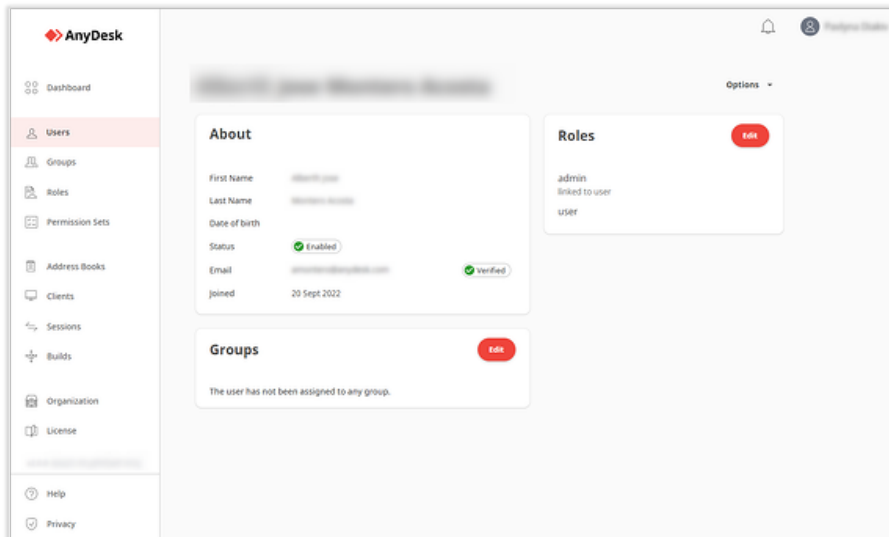 AnyDesk
Dashboard
Users
Groups
Roles
Permission Sets
Address Books
Clients
Sessions
Builds
Organization
License
Help
Privacy
Options
About
First Name
Last Name
Date of birth
Status Enabled
Email Verified
Joined 20 Sept 2022
Groups Edit
The user has not been assigned to any group.
Roles Edit
admin
linked to user
user